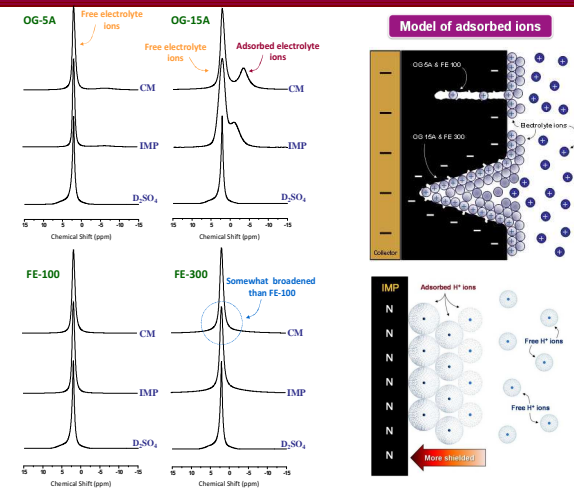 OG-5A
Free electrolyte
ions
CM
IMP
D₂SO₄
15 10 5 0 -5 -10 -15
Chemical Shift (ppm)
OG-15A
Free electrolyte
ions
Adsorbed electrolyte
ions
CM
IMP
D₂SO₄
15 10 5 0 -5 -10 -15
Chemical Shift (ppm)
FE-100
CM
IMP
D₂SO₄
15 10 5 0 -5 -10 -15
Chemical Shift (ppm)
FE-300
Somewhat broadened
than FE-100
CM
IMP
D₂SO₄
15 10 5 0 -5 -10 -15
Chemical Shift (ppm)
Model of adsorbed ions
OG 5A & FE 100
Electrolyte ions
OG 15A & FE 300
Collector
IMP
Adsorbed H⁺ ions
N
N
N
N
N
N
N
N
Free H⁺ ions
Free H⁺ ions
More shielded